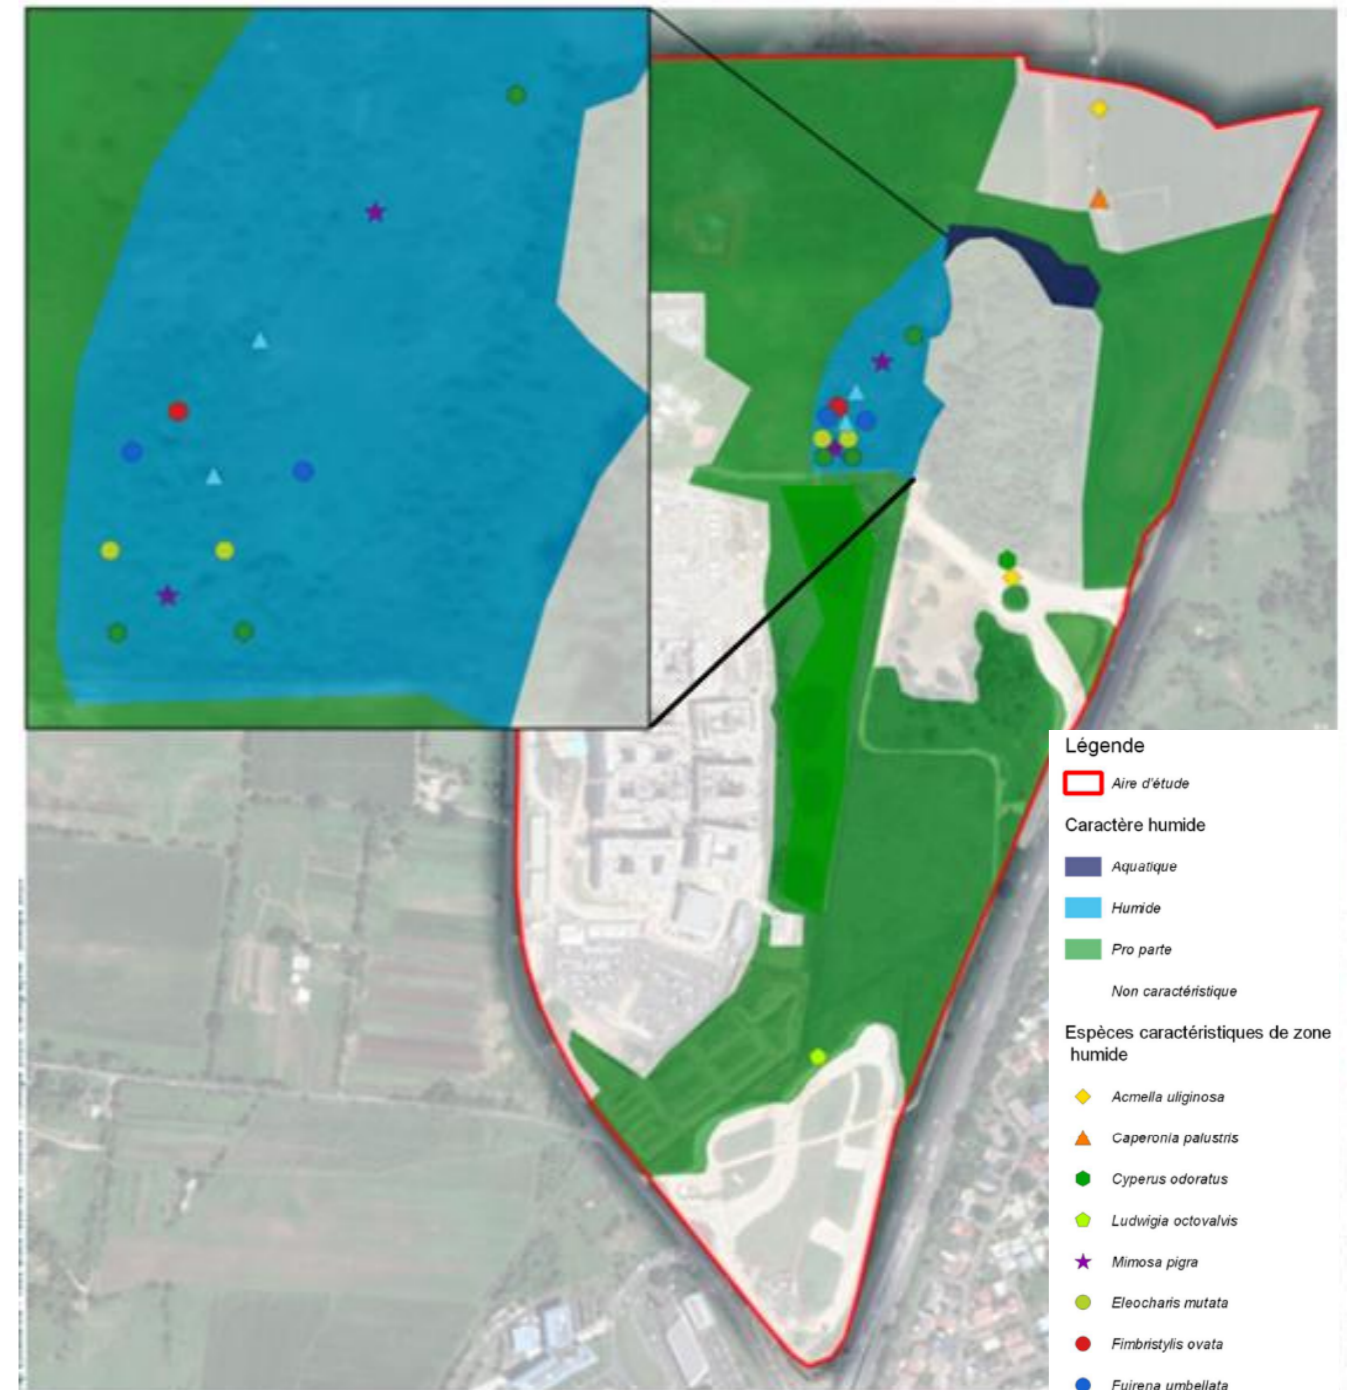 Légende
Aire d'étude
Caractère humide
Aquatique
Humide
Pro parte
Non caractéristique
Espèces caractéristiques de zone
humide
Acmella uliginosa
Caperonia palustris
Cyperus odoratus
Ludwigia octovalvis
Mimosa pigra
Eleocharis mutata
Fimbristylis ovata
Fuirena umbellata